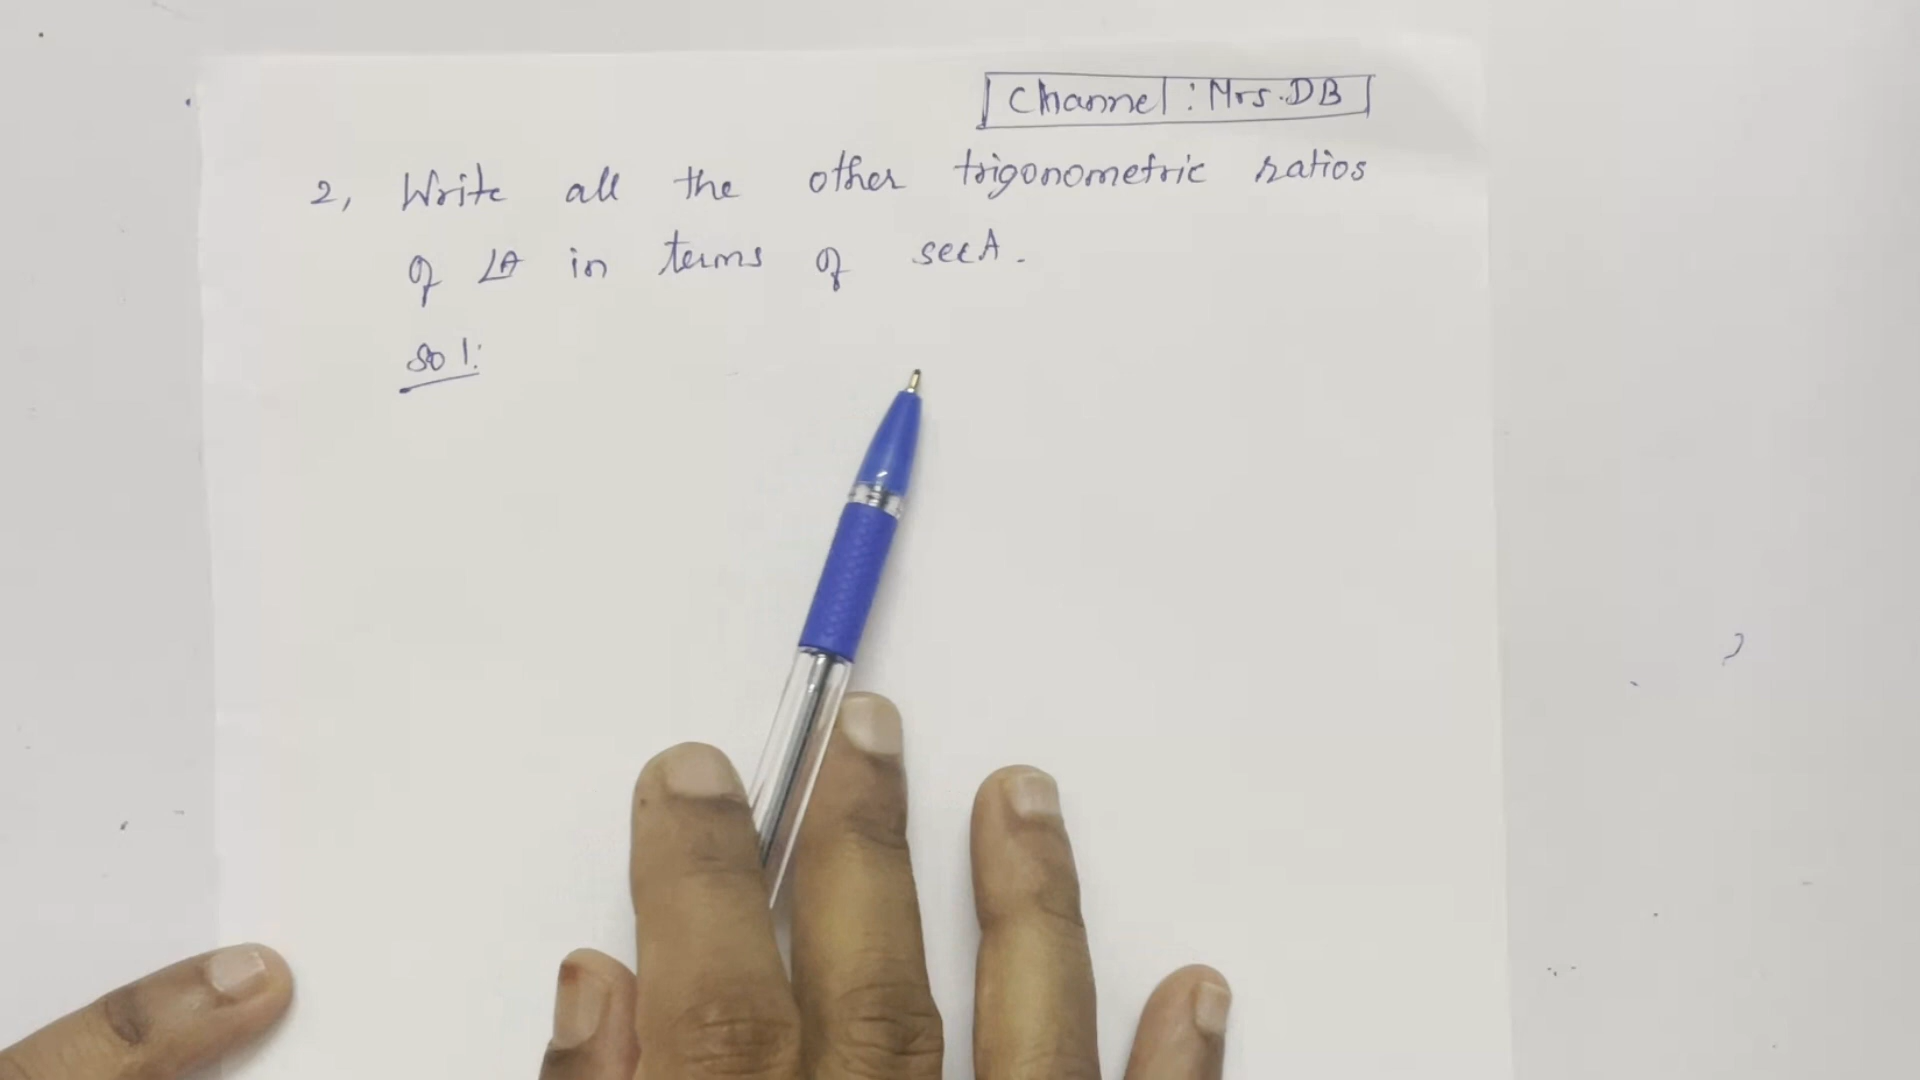 Channel : Mrs.DB
2, Write all the other trigonometric ratios
of ∠A in terms of secA.
Sol: